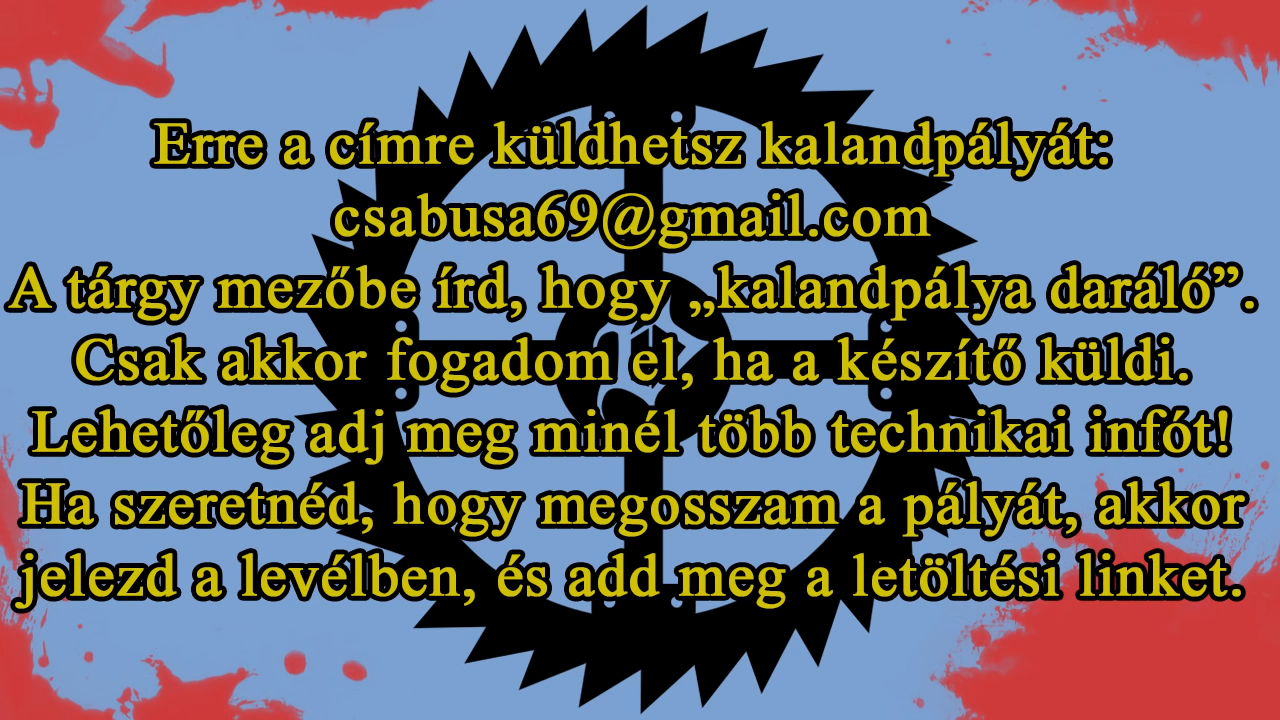 Erre a címre küldhetsz kalandpályát:
csabusa69@gmail.com
A tárgy mezőbe írd, hogy „kalandpálya daráló”.
Csak akkor fogadom el, ha a készítő küldi.
Lehetőleg adj meg minél több technikai infót!
Ha szeretnéd, hogy megosszam a pályát, akkor
jelezd a levélben, és add meg a letöltési linket.